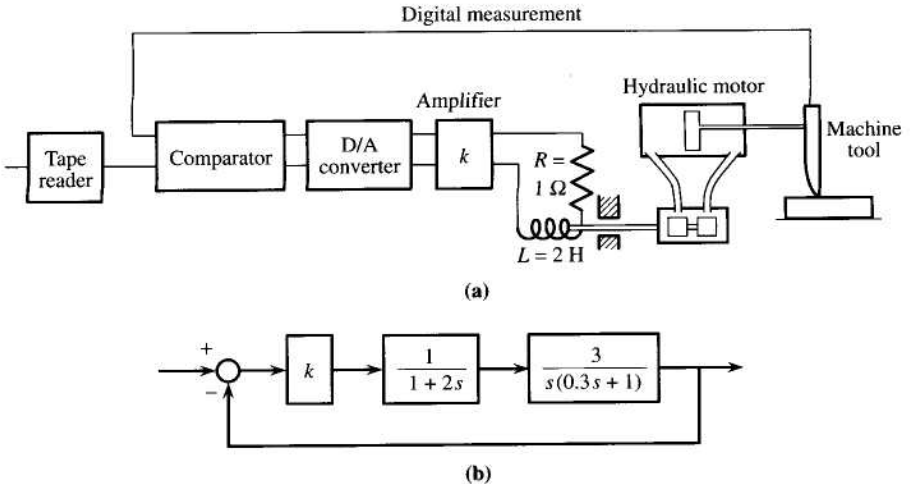 Digital measurement
Hydraulic motor
Amplifier
Machine
tool
Tape
reader
Comparator
D/A
converter
k
R =
1 Ω
L = 2 H
(a)
+
−
k
1
1 + 2s
3
s(0.3s + 1)
(b)